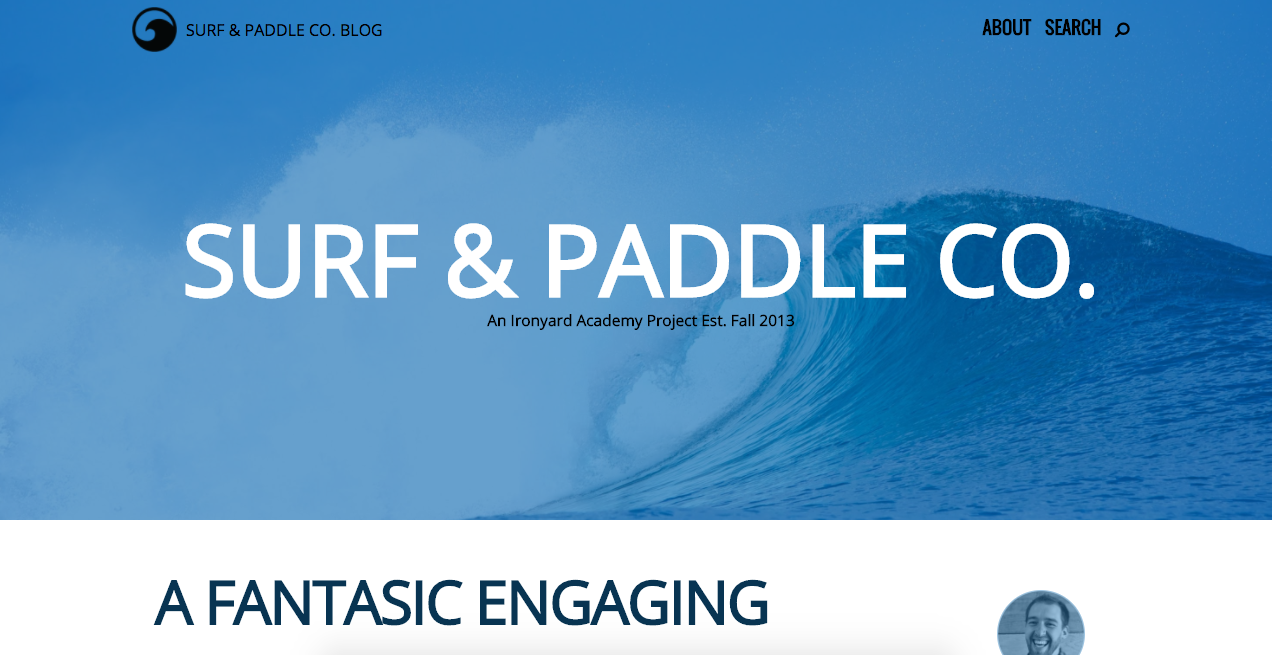 SURF & PADDLE CO. BLOG
ABOUT SEARCH
SURF & PADDLE CO.
An Ironyard Academy Project Est. Fall 2013
A FANTASIC ENGAGING